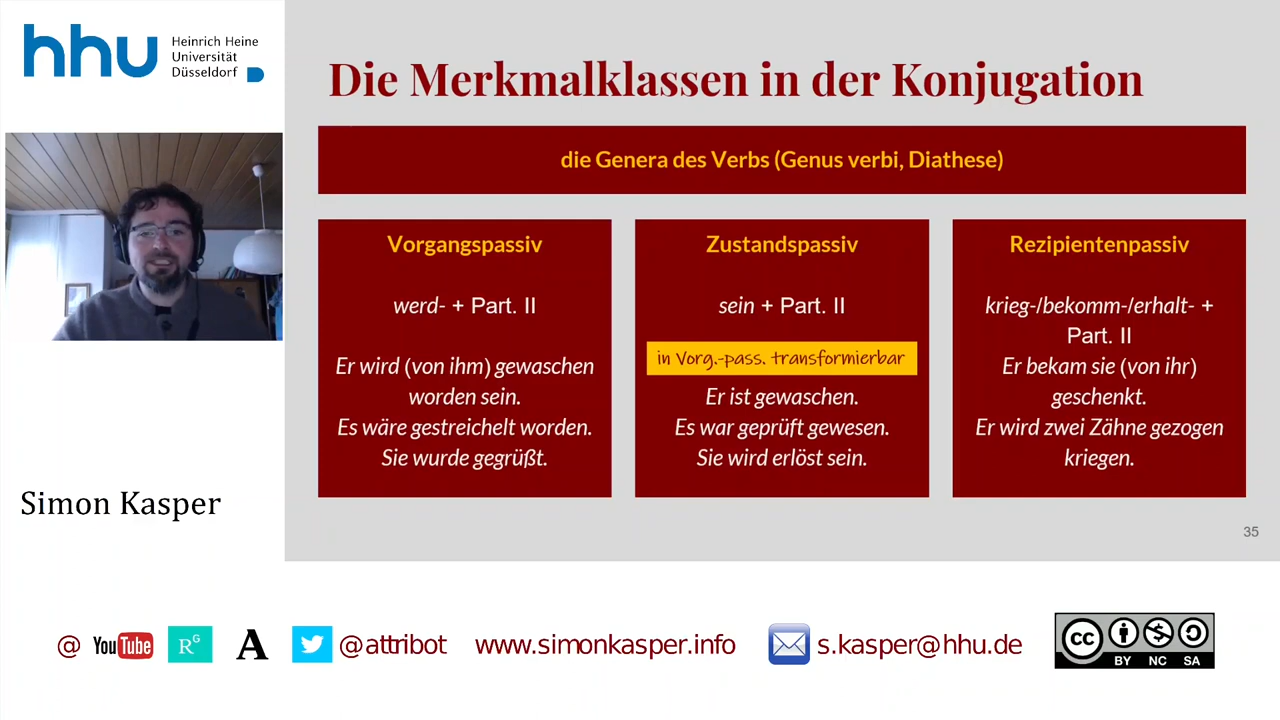 hhu Heinrich Heine
Universität
Düsseldorf
Die Merkmalklassen in der Konjugation
die Genera des Verbs (Genus verbi, Diathese)
Vorgangspassiv
werd- + Part. II
Er wird (von ihm) gewaschen
worden sein.
Es wäre gestreichelt worden.
Sie wurde gegrüßt.
Zustandspassiv
sein + Part. II
in Vorg.-pass. transformierbar
Er ist gewaschen.
Es war geprüft gewesen.
Sie wird erlöst sein.
Rezipientenpassiv
krieg-/bekomm-/erhalt- +
Part. II
Er bekam sie (von ihr)
geschenkt.
Er wird zwei Zähne gezogen
kriegen.
Simon Kasper
35
@ YouTube RG A @attribot www.simonkasper.info s.kasper@hhu.de
cc
BY NC SA